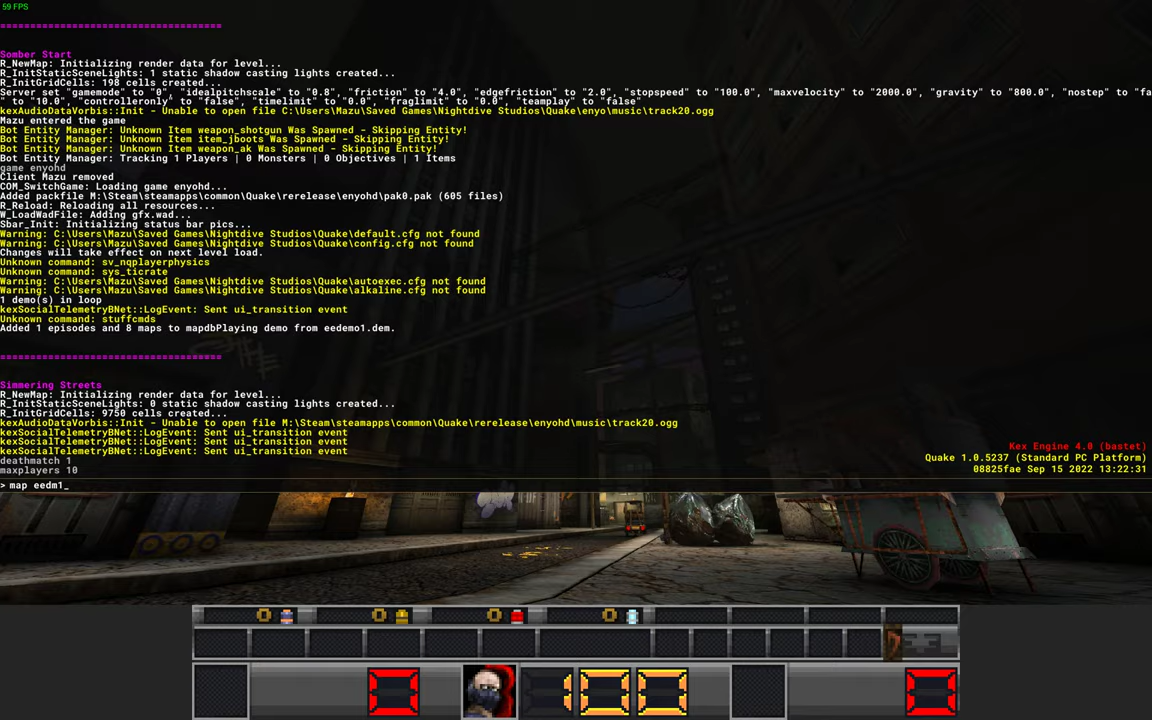 59 FPS
=====================================
Somber Start
R_NewMap: Initializing render data for level...
R_InitStaticSceneLights: 1 static shadow casting lights created...
R_InitGridCells: 198 cells created...
Server set "gamemode" to "0", "idealpitchscale" to "0.8", "friction" to "4.0", "edgefriction" to "2.0", "stopspeed" to "100.0", "maxvelocity" to "2000.0", "gravity" to "800.0", "nostep" to "fa
" to "10.0", "controlleronly" to "false", "timelimit" to "0.0", "fraglimit" to "0.0", "teamplay" to "false"
kexAudioDataVorbis::Init - Unable to open file C:\Users\Mazu\Saved Games\Nightdive Studios\Quake\enyo\music\track20.ogg
Mazu entered the game
Bot Entity Manager: Unknown Item weapon_shotgun Was Spawned - Skipping Entity!
Bot Entity Manager: Unknown Item item_jboots Was Spawned - Skipping Entity!
Bot Entity Manager: Unknown Item weapon_ak Was Spawned - Skipping Entity!
Bot Entity Manager: Tracking 1 Players | 0 Monsters | 0 Objectives | 1 Items
game enyohd
Client Mazu removed
COM_SwitchGame: Loading game enyohd...
Added packfile M:\Steam\steamapps\common\Quake\rerelease\enyohd\pak0.pak (605 files)
R_Reload: Reloading all resources...
W_LoadWadFile: Adding gfx.wad...
Sbar_Init: Initializing status bar pics...
Warning: C:\Users\Mazu\Saved Games\Nightdive Studios\Quake\default.cfg not found
Warning: C:\Users\Mazu\Saved Games\Nightdive Studios\Quake\config.cfg not found
Changes will take effect on next level load.
Unknown command: sv_nqplayerphysics
Unknown command: sys_ticrate
Warning: C:\Users\Mazu\Saved Games\Nightdive Studios\Quake\autoexec.cfg not found
Warning: C:\Users\Mazu\Saved Games\Nightdive Studios\Quake\alkaline.cfg not found
1 demo(s) in loop
kexSocialTelemetryBNet::LogEvent: Sent ui_transition event
Unknown command: stuffcmds
Added 1 episodes and 8 maps to mapdbPlaying demo from eedemo1.dem.
=====================================
Simmering Streets
R_NewMap: Initializing render data for level...
R_InitStaticSceneLights: 0 static shadow casting lights created...
R_InitGridCells: 9750 cells created...
kexAudioDataVorbis::Init - Unable to open file M:\Steam\steamapps\common\Quake\rerelease\enyohd\music\track20.ogg
kexSocialTelemetryBNet::LogEvent: Sent ui_transition event
kexSocialTelemetryBNet::LogEvent: Sent ui_transition event
kexSocialTelemetryBNet::LogEvent: Sent ui_transition event
deathmatch 1
maxplayers 10
Kex Engine 4.0 (bastet)
Quake 1.0.5237 (Standard PC Platform)
08825fae Sep 15 2022 13:22:31
> map eedm1_
0 0 0 0
0 100 0